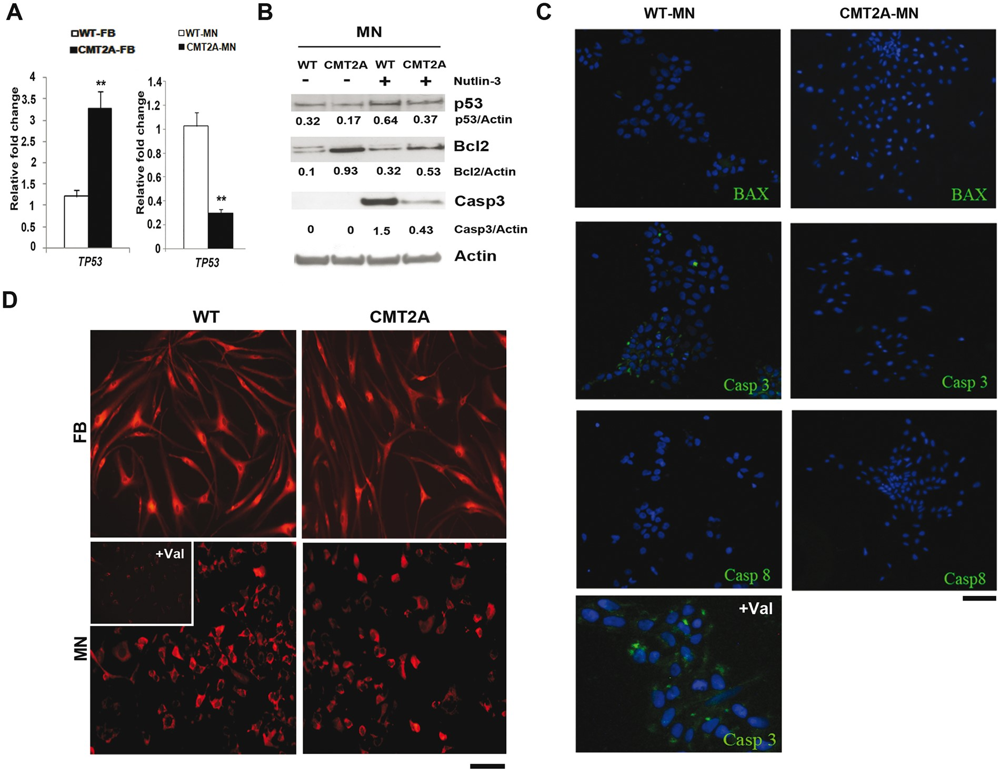 A
WT-FB
CMT2A-FB
WT-MN
CMT2A-MN
Relative fold change
4
3.5
3
2.5
2
1.5
1
0.5
0
**
TP53
Relative fold change
1.4
1.2
1
0.8
0.6
0.4
0.2
0
**
TP53
B
MN
WT CMT2A WT CMT2A
- - + + Nutlin-3
p53
0.32 0.17 0.64 0.37 p53/Actin
Bcl2
0.1 0.93 0.32 0.53 Bcl2/Actin
Casp3
0 0 1.5 0.43 Casp3/Actin
Actin
C
WT-MN CMT2A-MN
BAX BAX
Casp 3 Casp 3
Casp 8 Casp8
+Val
Casp 3
D
WT CMT2A
FB
+Val
MN